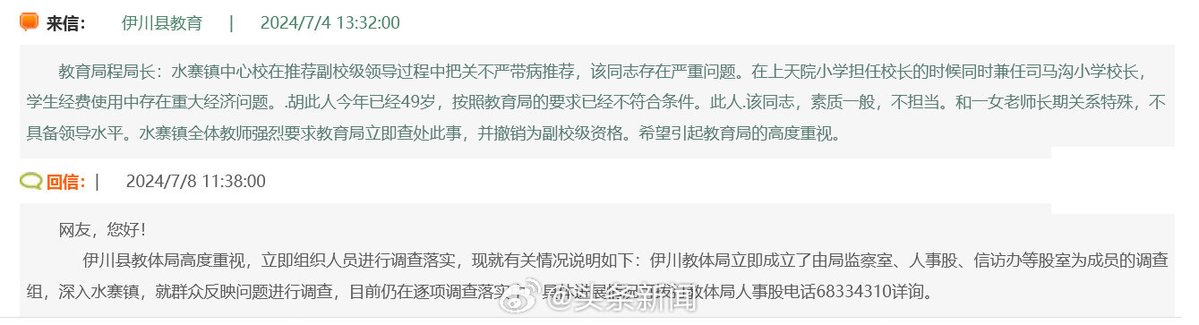 来信： 伊川县教育 | 2024/7/4 13:32:00
教育局程局长：水寨镇中心校在推荐副校级领导过程中把关不严带病推荐，该同志存在严重问题。在上天院小学担任校长的时候同时兼任司马沟小学校长，
学生经费使用中存在重大经济问题。.胡此人今年已经49岁，按照教育局的要求已经不符合条件。此人.该同志，素质一般，不担当。和一女老师长期关系特殊，不
具备领导水平。水寨镇全体教师强烈要求教育局立即查处此事，并撤销为副校级资格。希望引起教育局的高度重视。
回信： | 2024/7/8 11:38:00
网友，您好！
伊川县教体局高度重视，立即组织人员进行调查落实，现就有关情况说明如下：伊川教体局立即成立了由局监察室、人事股、信访办等股室为成员的调查
组，深入水寨镇，就群众反映问题进行调查，目前仍在逐项调查落实中，具体进展情况可拨打教体局人事股电话68334310详询。
@头条新闻